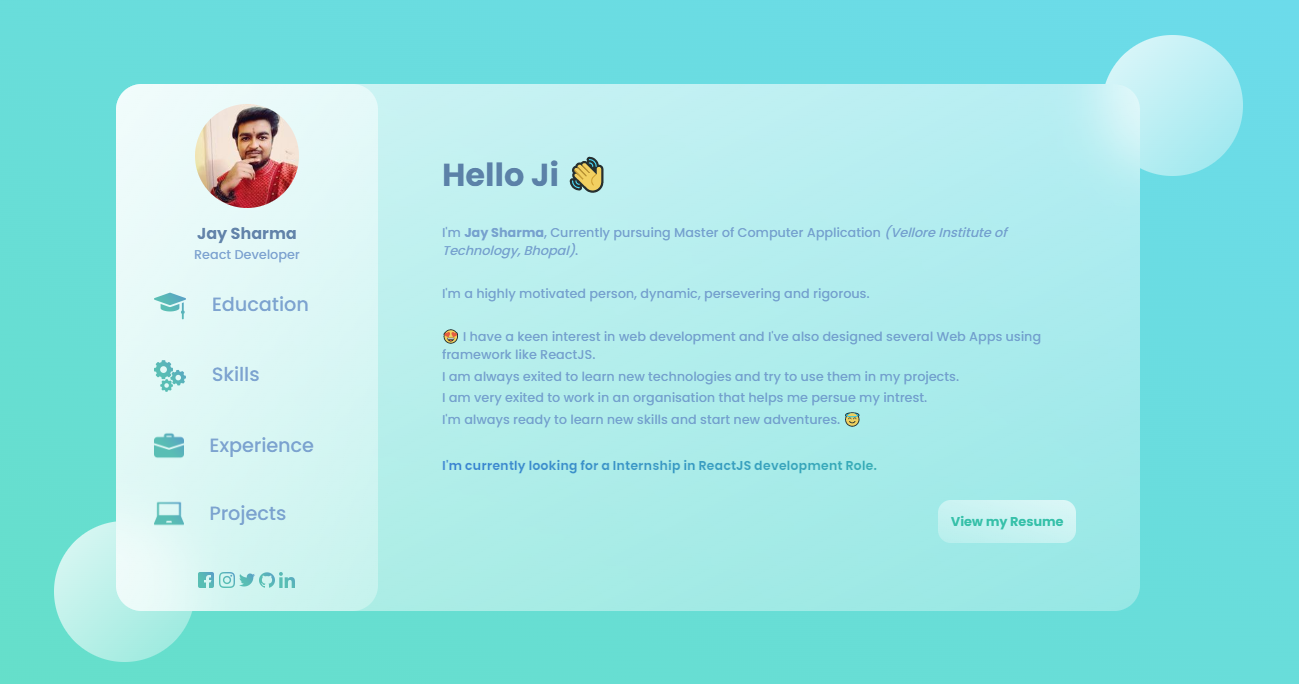 Jay Sharma
React Developer
Education
Skills
Experience
Projects
Hello Ji 👋
I'm Jay Sharma, Currently pursuing Master of Computer Application (Vellore Institute of
Technology, Bhopal).
I'm a highly motivated person, dynamic, persevering and rigorous.
😍 I have a keen interest in web development and I've also designed several Web Apps using
framework like ReactJS.
I am always exited to learn new technologies and try to use them in my projects.
I am very exited to work in an organisation that helps me persue my intrest.
I'm always ready to learn new skills and start new adventures. 😇
I'm currently looking for a Internship in ReactJS development Role.
View my Resume